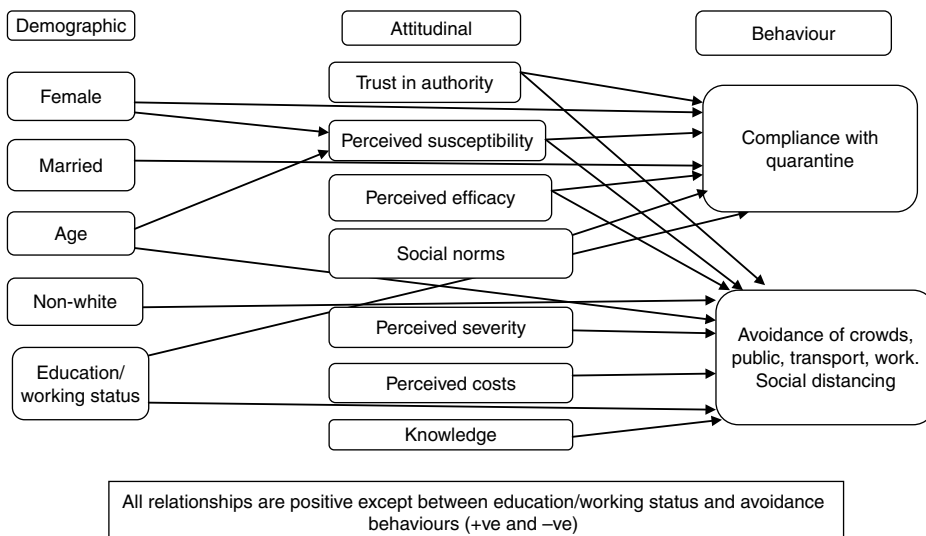 Demographic
Attitudinal
Behaviour
Female
Married
Age
Non-white
Education/
working status
Trust in authority
Perceived susceptibility
Perceived efficacy
Social norms
Perceived severity
Perceived costs
Knowledge
Compliance with
quarantine
Avoidance of crowds,
public, transport, work.
Social distancing
All relationships are positive except between education/working status and avoidance
behaviours (+ve and –ve)